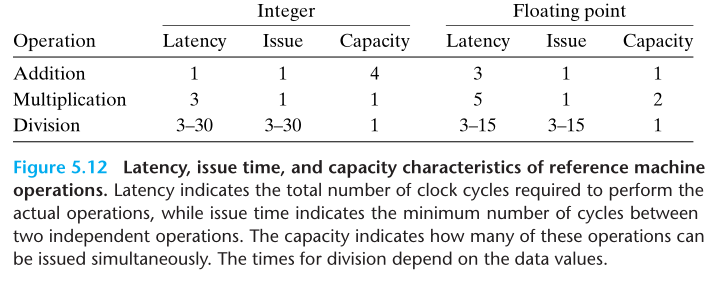 Integer Floating point
Operation Latency Issue Capacity Latency Issue Capacity
Addition 1 1 4 3 1 1
Multiplication 3 1 1 5 1 2
Division 3–30 3–30 1 3–15 3–15 1
Figure 5.12 Latency, issue time, and capacity characteristics of reference machine
operations. Latency indicates the total number of clock cycles required to perform the
actual operations, while issue time indicates the minimum number of cycles between
two independent operations. The capacity indicates how many of these operations can
be issued simultaneously. The times for division depend on the data values.